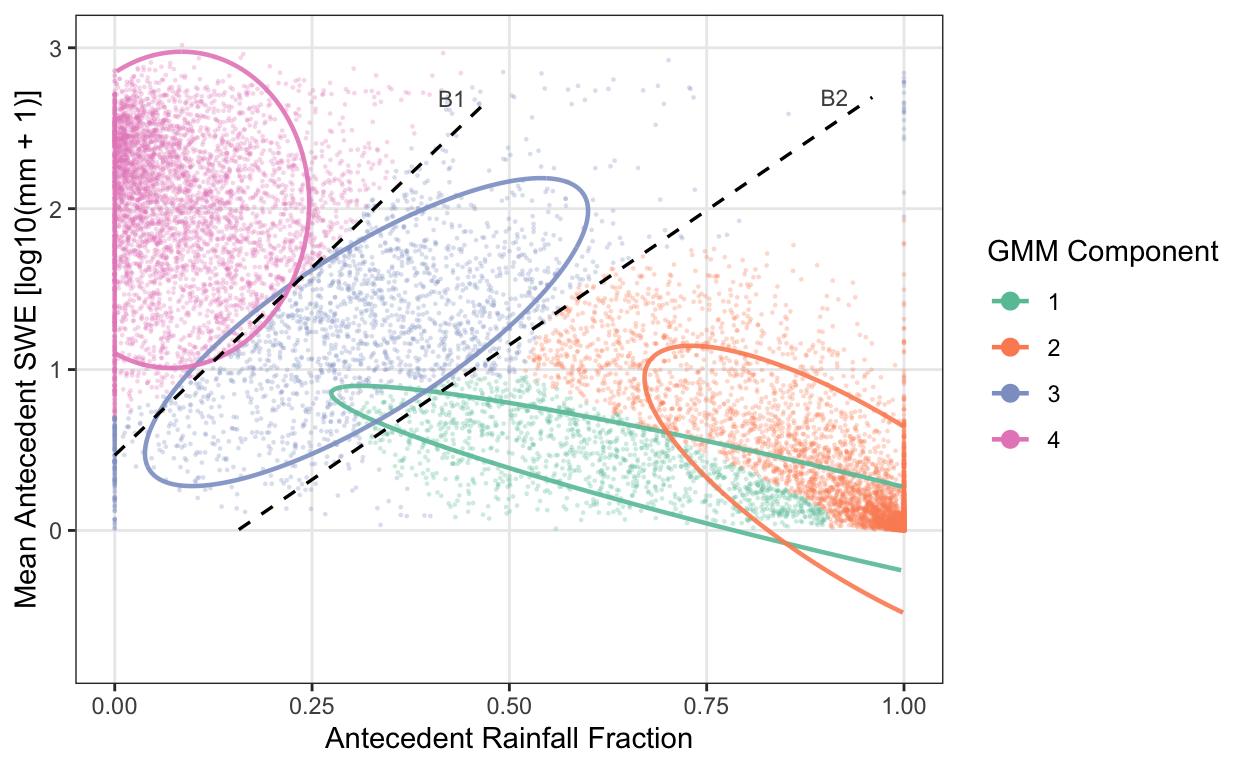 3
2
1
0
Mean Antecedent SWE [log10(mm + 1)]
B1
B2
0.00
0.25
0.50
0.75
1.00
Antecedent Rainfall Fraction
GMM Component
1
2
3
4